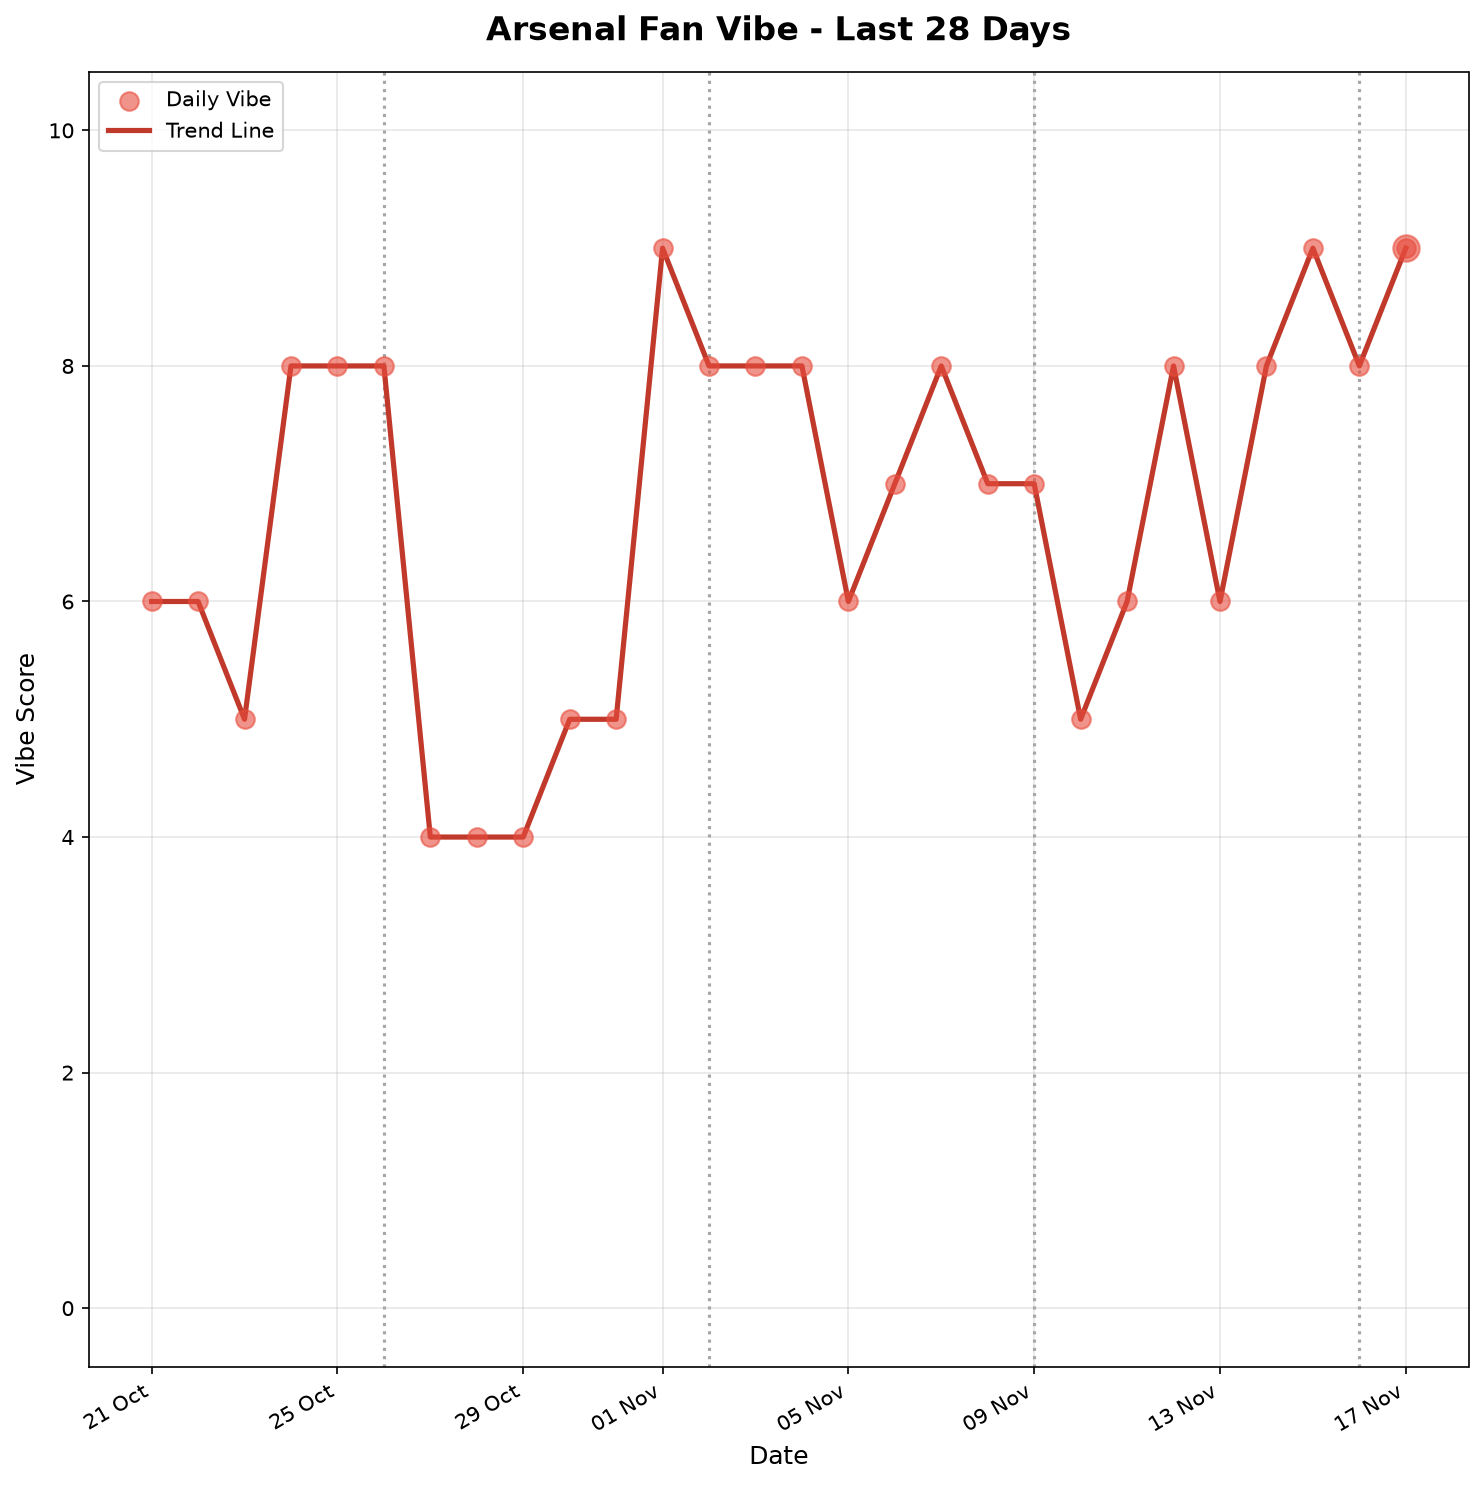 Arsenal Fan Vibe - Last 28 Days
Daily Vibe
Trend Line
10
8
6
4
2
0
Vibe Score
21 Oct
25 Oct
29 Oct
01 Nov
05 Nov
09 Nov
13 Nov
17 Nov
Date